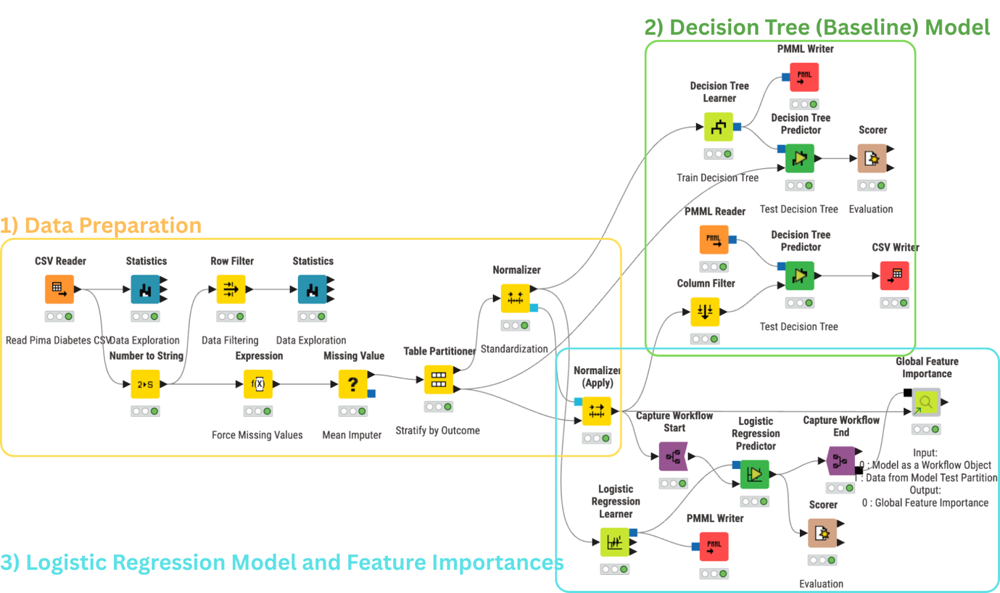 2) Decision Tree (Baseline) Model
PMML Writer
PMML
Decision Tree
Learner
Train Decision Tree
Decision Tree
Predictor
Test Decision Tree
Scorer
Evaluation
PMML Reader
PMML
Decision Tree
Predictor
Test Decision Tree
CSV Writer
Column Filter
1) Data Preparation
CSV Reader
Read Pima Diabetes CSV
Statistics
Data Exploration
Row Filter
Data Filtering
Statistics
Data Exploration
Number to String
2▸S
Expression
f(X)
Force Missing Values
Missing Value
?
Mean Imputer
Table Partitioner
Stratify by Outcome
Normalizer
Standardization
Normalizer
(Apply)
3) Logistic Regression Model and Feature Importances
Capture Workflow
Start
Logistic
Regression
Predictor
Capture Workflow
End
Global Feature
Importance
Input:
0 : Model as a Workflow Object
1 : Data from Model Test Partition
Output:
0 : Global Feature Importance
Logistic
Regression
Learner
PMML Writer
PMML
Scorer
Evaluation